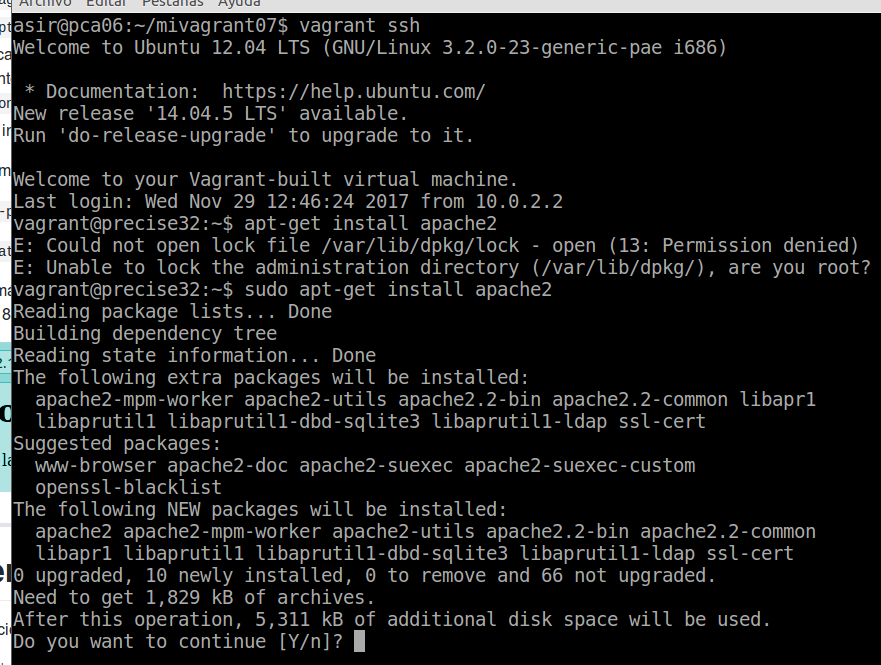 Archivo Editar Pestañas Ayuda
asir@pca06:~/mivagrant07$ vagrant ssh
Welcome to Ubuntu 12.04 LTS (GNU/Linux 3.2.0-23-generic-pae i686)
* Documentation:  https://help.ubuntu.com/
New release '14.04.5 LTS' available.
Run 'do-release-upgrade' to upgrade to it.
Welcome to your Vagrant-built virtual machine.
Last login: Wed Nov 29 12:46:24 2017 from 10.0.2.2
vagrant@precise32:~$ apt-get install apache2
E: Could not open lock file /var/lib/dpkg/lock - open (13: Permission denied)
E: Unable to lock the administration directory (/var/lib/dpkg/), are you root?
vagrant@precise32:~$ sudo apt-get install apache2
Reading package lists... Done
Building dependency tree
Reading state information... Done
The following extra packages will be installed:
apache2-mpm-worker apache2-utils apache2.2-bin apache2.2-common libapr1
libaprutil1 libaprutil1-dbd-sqlite3 libaprutil1-ldap ssl-cert
Suggested packages:
www-browser apache2-doc apache2-suexec apache2-suexec-custom
openssl-blacklist
The following NEW packages will be installed:
apache2 apache2-mpm-worker apache2-utils apache2.2-bin apache2.2-common
libapr1 libaprutil1 libaprutil1-dbd-sqlite3 libaprutil1-ldap ssl-cert
0 upgraded, 10 newly installed, 0 to remove and 66 not upgraded.
Need to get 1,829 kB of archives.
After this operation, 5,311 kB of additional disk space will be used.
Do you want to continue [Y/n]?